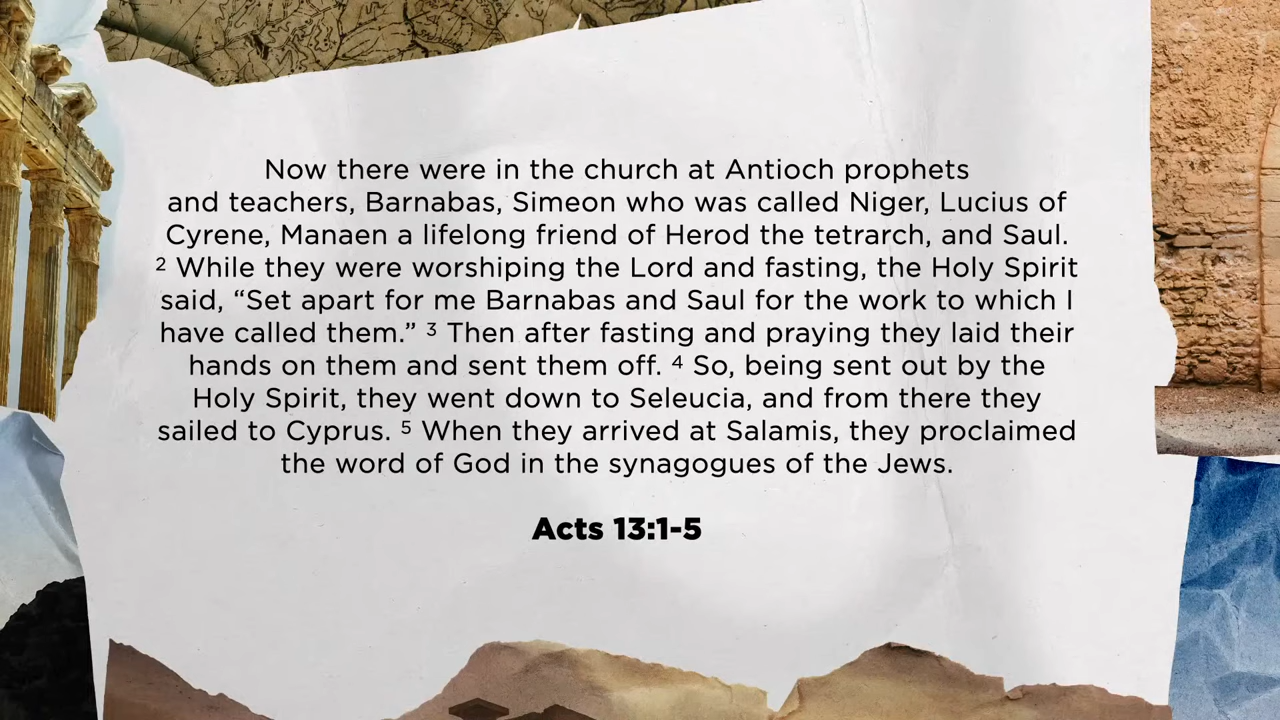 Now there were in the church at Antioch prophets
and teachers, Barnabas, Simeon who was called Niger, Lucius of
Cyrene, Manaen a lifelong friend of Herod the tetrarch, and Saul.
² While they were worshiping the Lord and fasting, the Holy Spirit
said, “Set apart for me Barnabas and Saul for the work to which I
have called them.” ³ Then after fasting and praying they laid their
hands on them and sent them off. ⁴ So, being sent out by the
Holy Spirit, they went down to Seleucia, and from there they
sailed to Cyprus. ⁵ When they arrived at Salamis, they proclaimed
the word of God in the synagogues of the Jews.
Acts 13:1-5